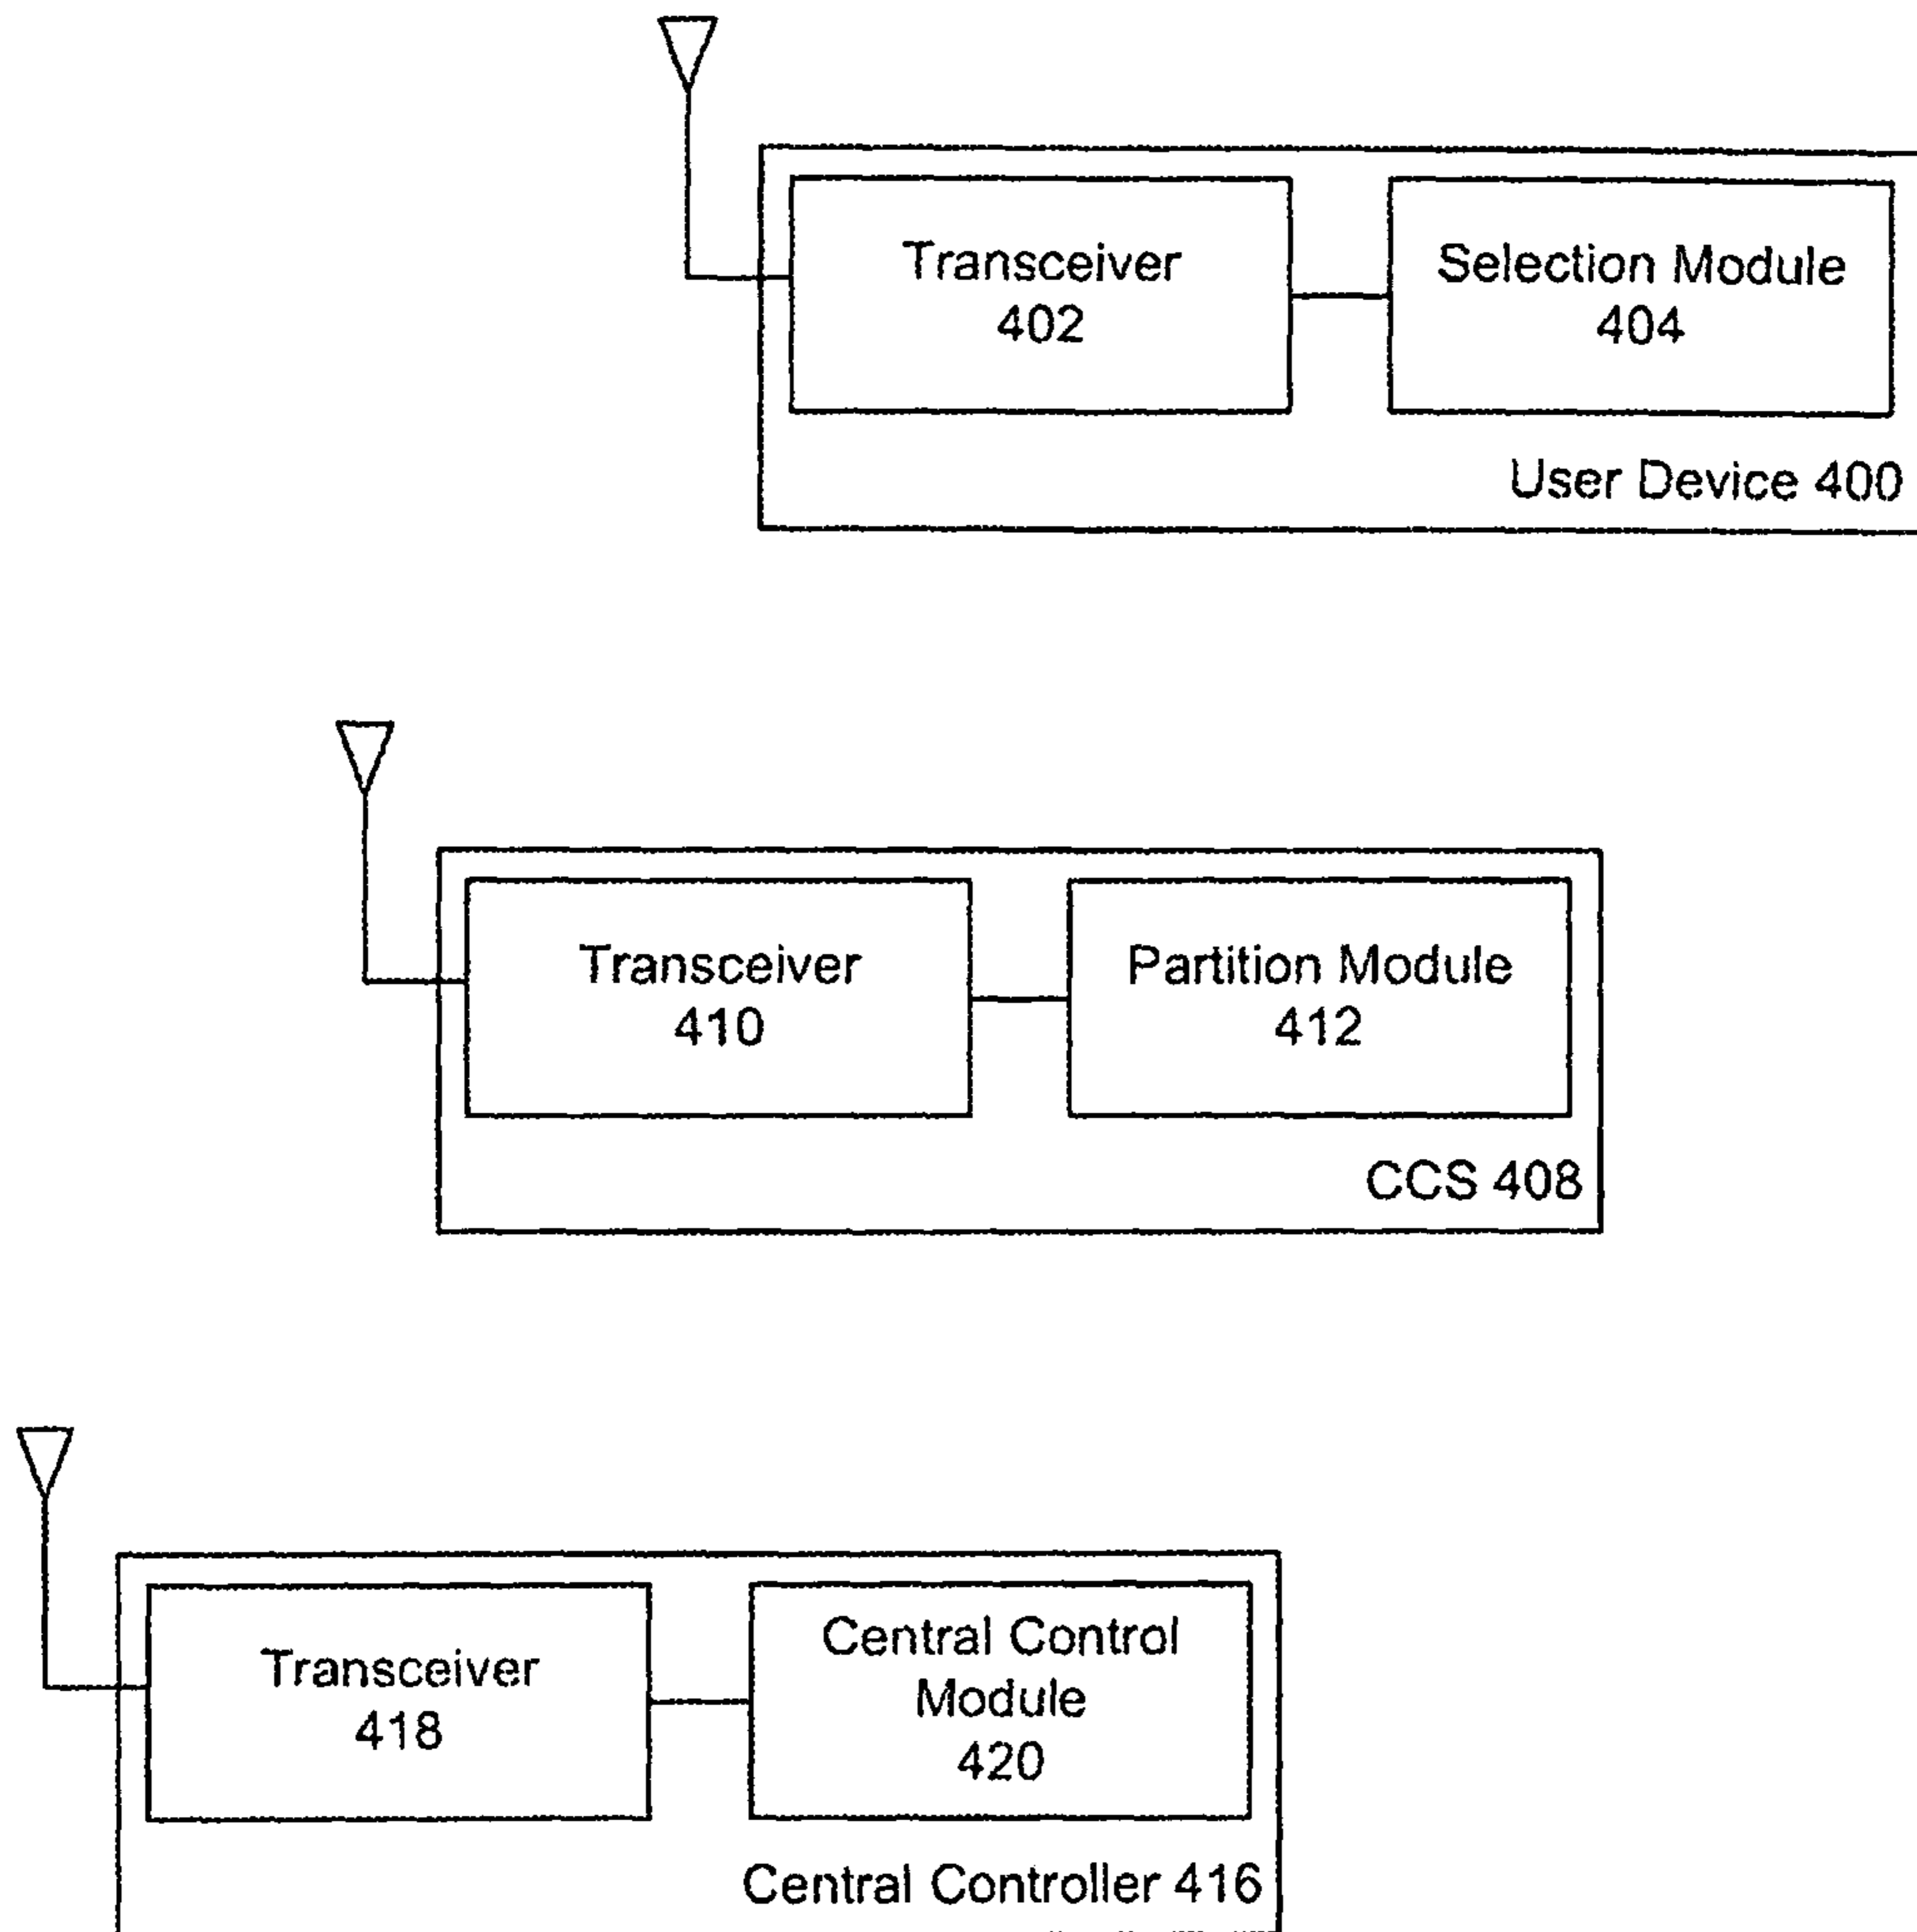 Transceiver
402
Selection Module
404
User Device 400
Transceiver
410
Partition Module
412
CCS 408
Transceiver
418
Central Control
Module
420
Central Controller 416